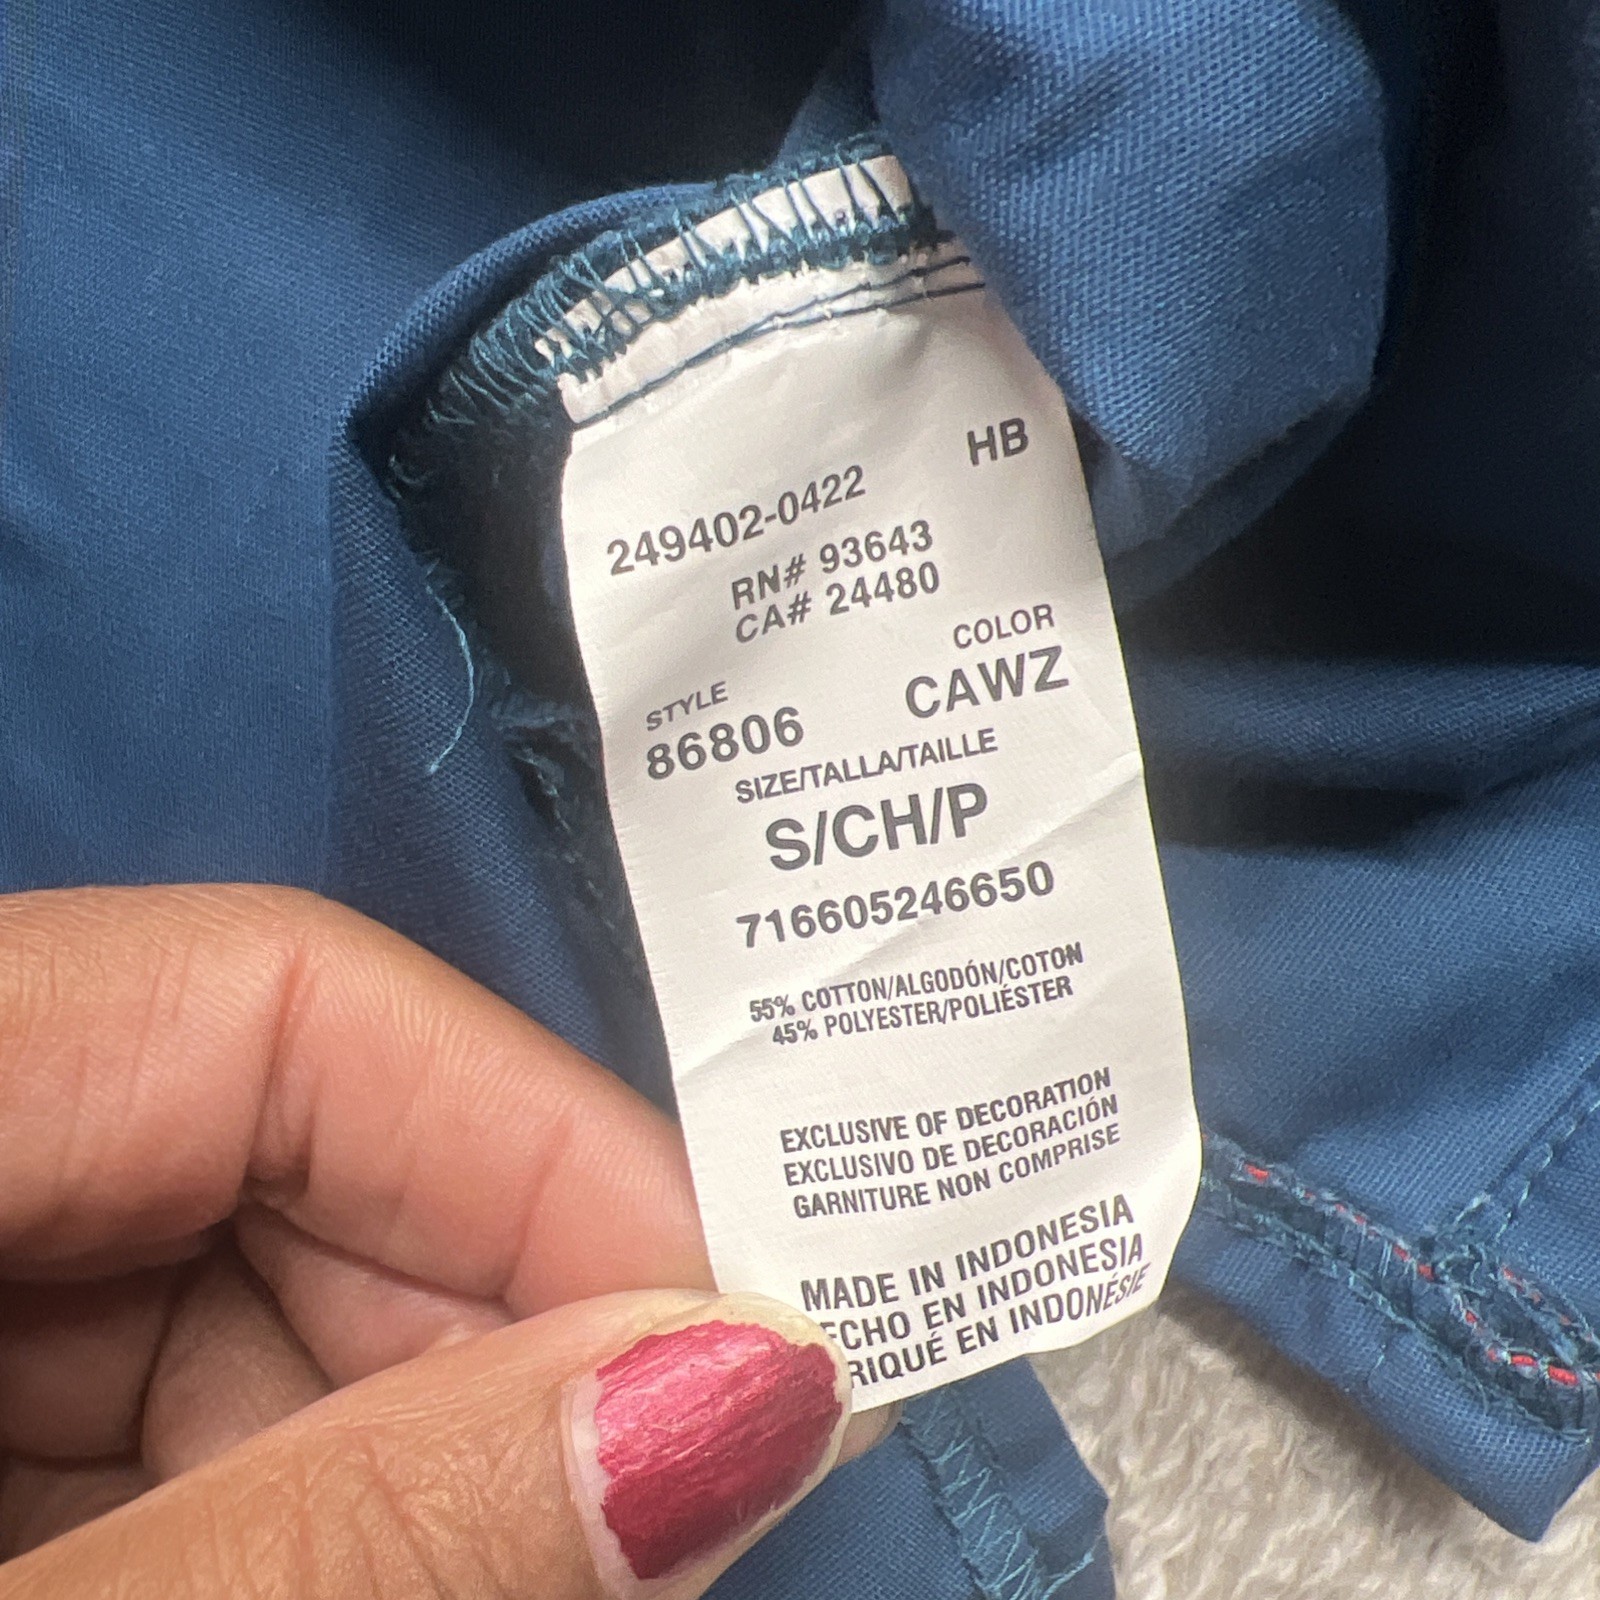 HB
249402-0422
RN# 93643
CA# 24480
STYLE COLOR
86806 CAWZ
SIZE/TALLA/TAILLE
S/CH/P
716605246650
55% COTTON/ALGODÓN/COTON
45% POLYESTER/POLIÉSTER
EXCLUSIVE OF DECORATION
EXCLUSIVO DE DECORACIÓN
GARNITURE NON COMPRISE
MADE IN INDONESIA
ECHO EN INDONESIA
RIQUÉ EN INDONÉSIE